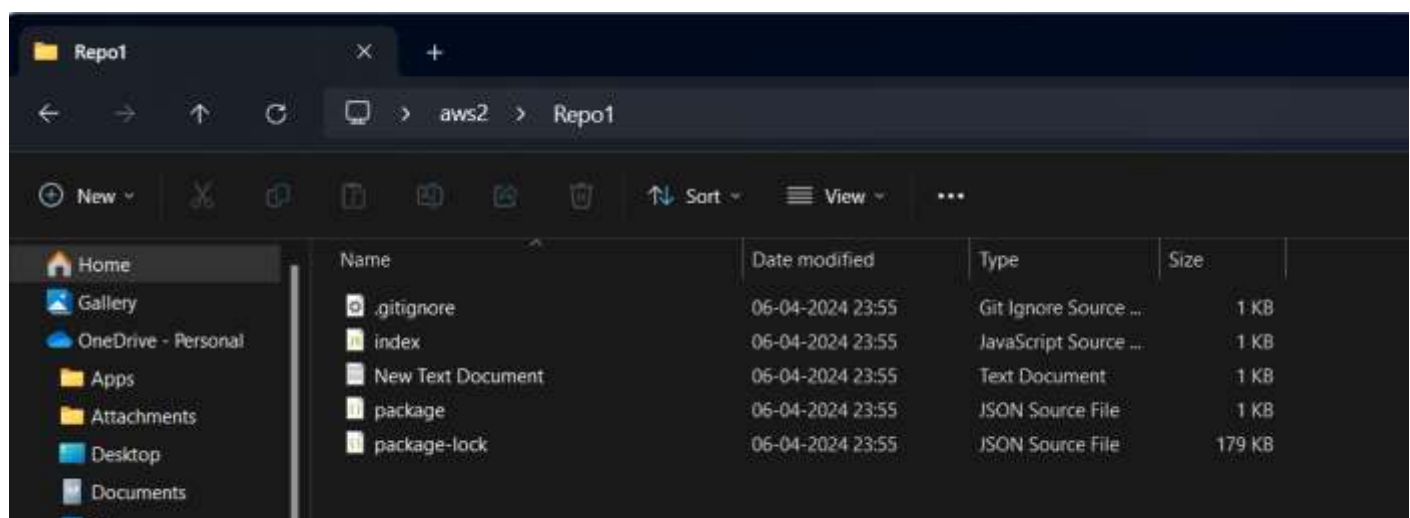 Repo1
aws2 > Repo1
New Sort View ...
Name Date modified Type Size
.gitignore 06-04-2024 23:55 Git Ignore Source ... 1 KB
index 06-04-2024 23:55 JavaScript Source ... 1 KB
New Text Document 06-04-2024 23:55 Text Document 1 KB
package 06-04-2024 23:55 JSON Source File 1 KB
package-lock 06-04-2024 23:55 JSON Source File 179 KB
Home
Gallery
OneDrive - Personal
Apps
Attachments
Desktop
Documents